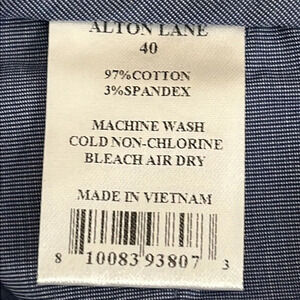 ALTON LANE
40
97%COTTON
3%SPANDEX
MACHINE WASH
COLD NON-CHLORINE
BLEACH AIR DRY
MADE IN VIETNAM
8 10083 93807 3